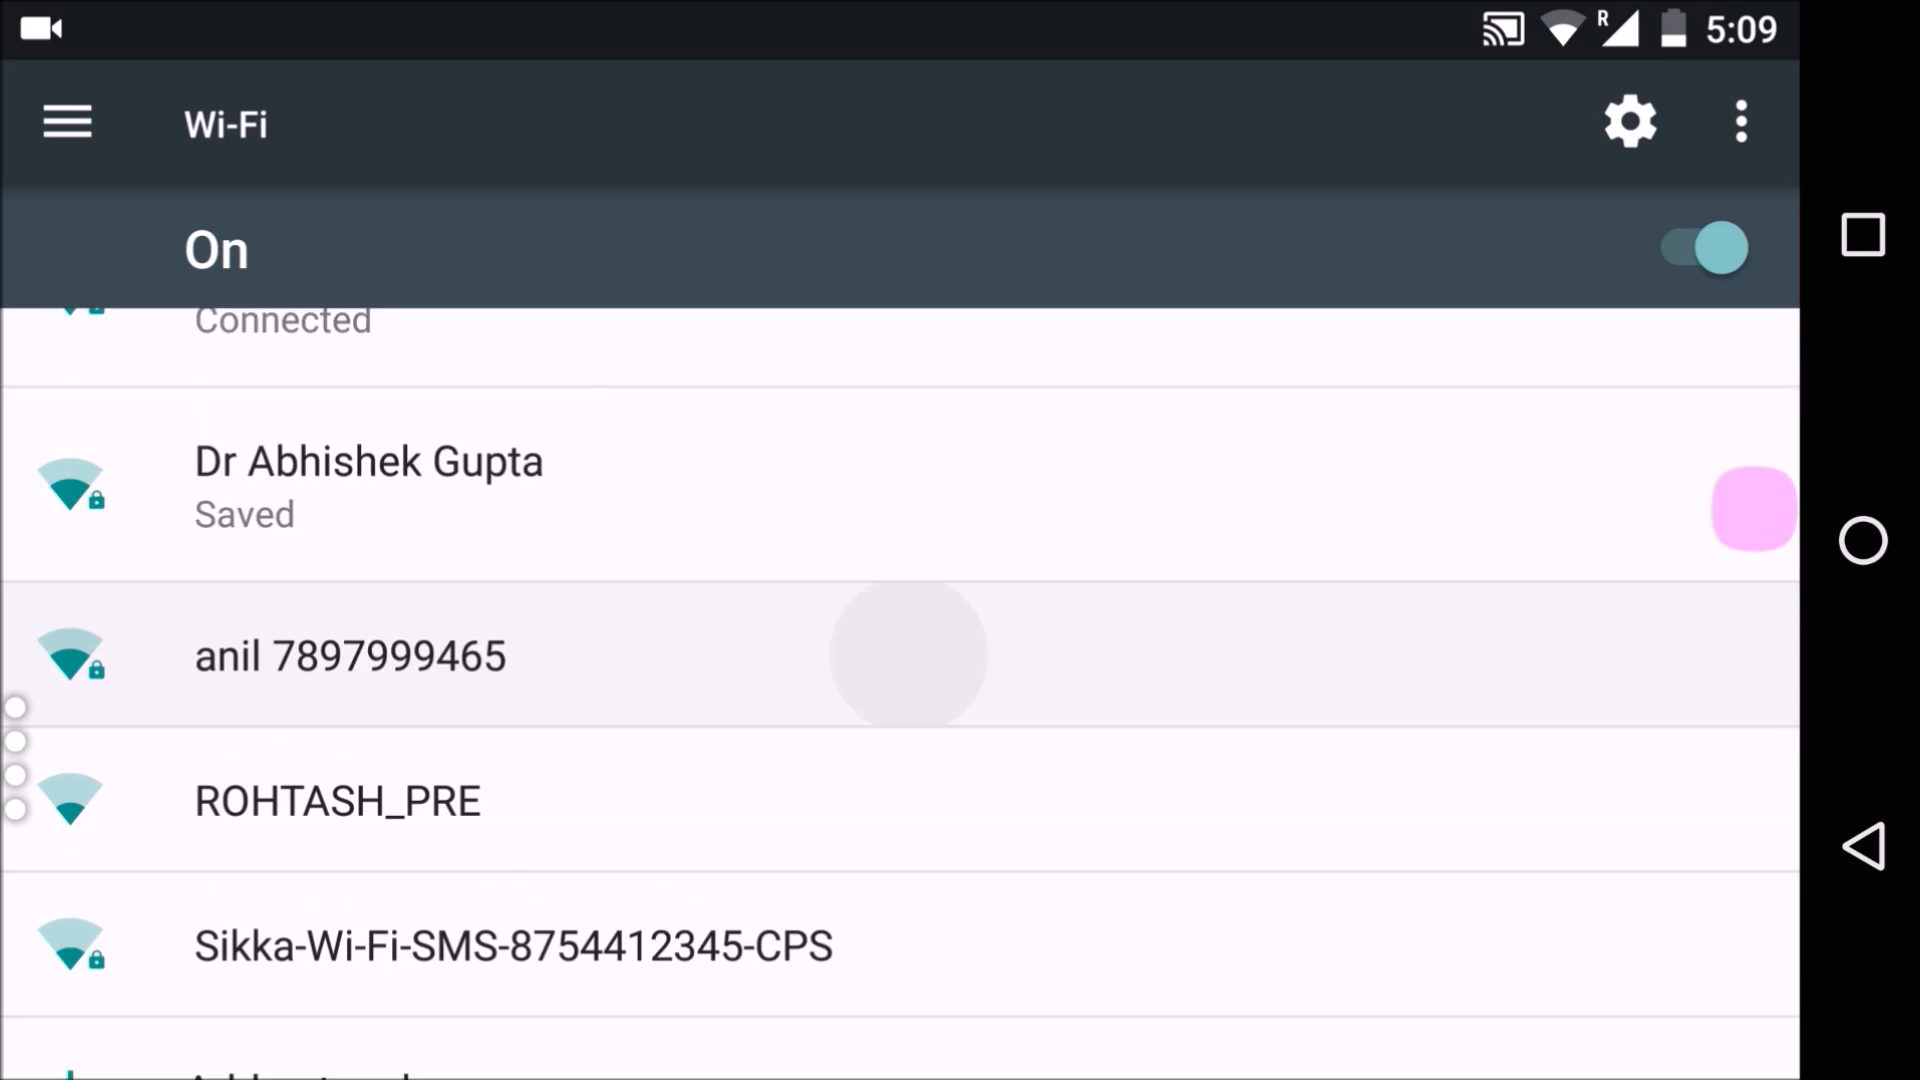 R 5:09
Wi-Fi
On
Connected
Dr Abhishek Gupta
Saved
anil 7897999465
ROHTASH_PRE
Sikka-Wi-Fi-SMS-8754412345-CPS